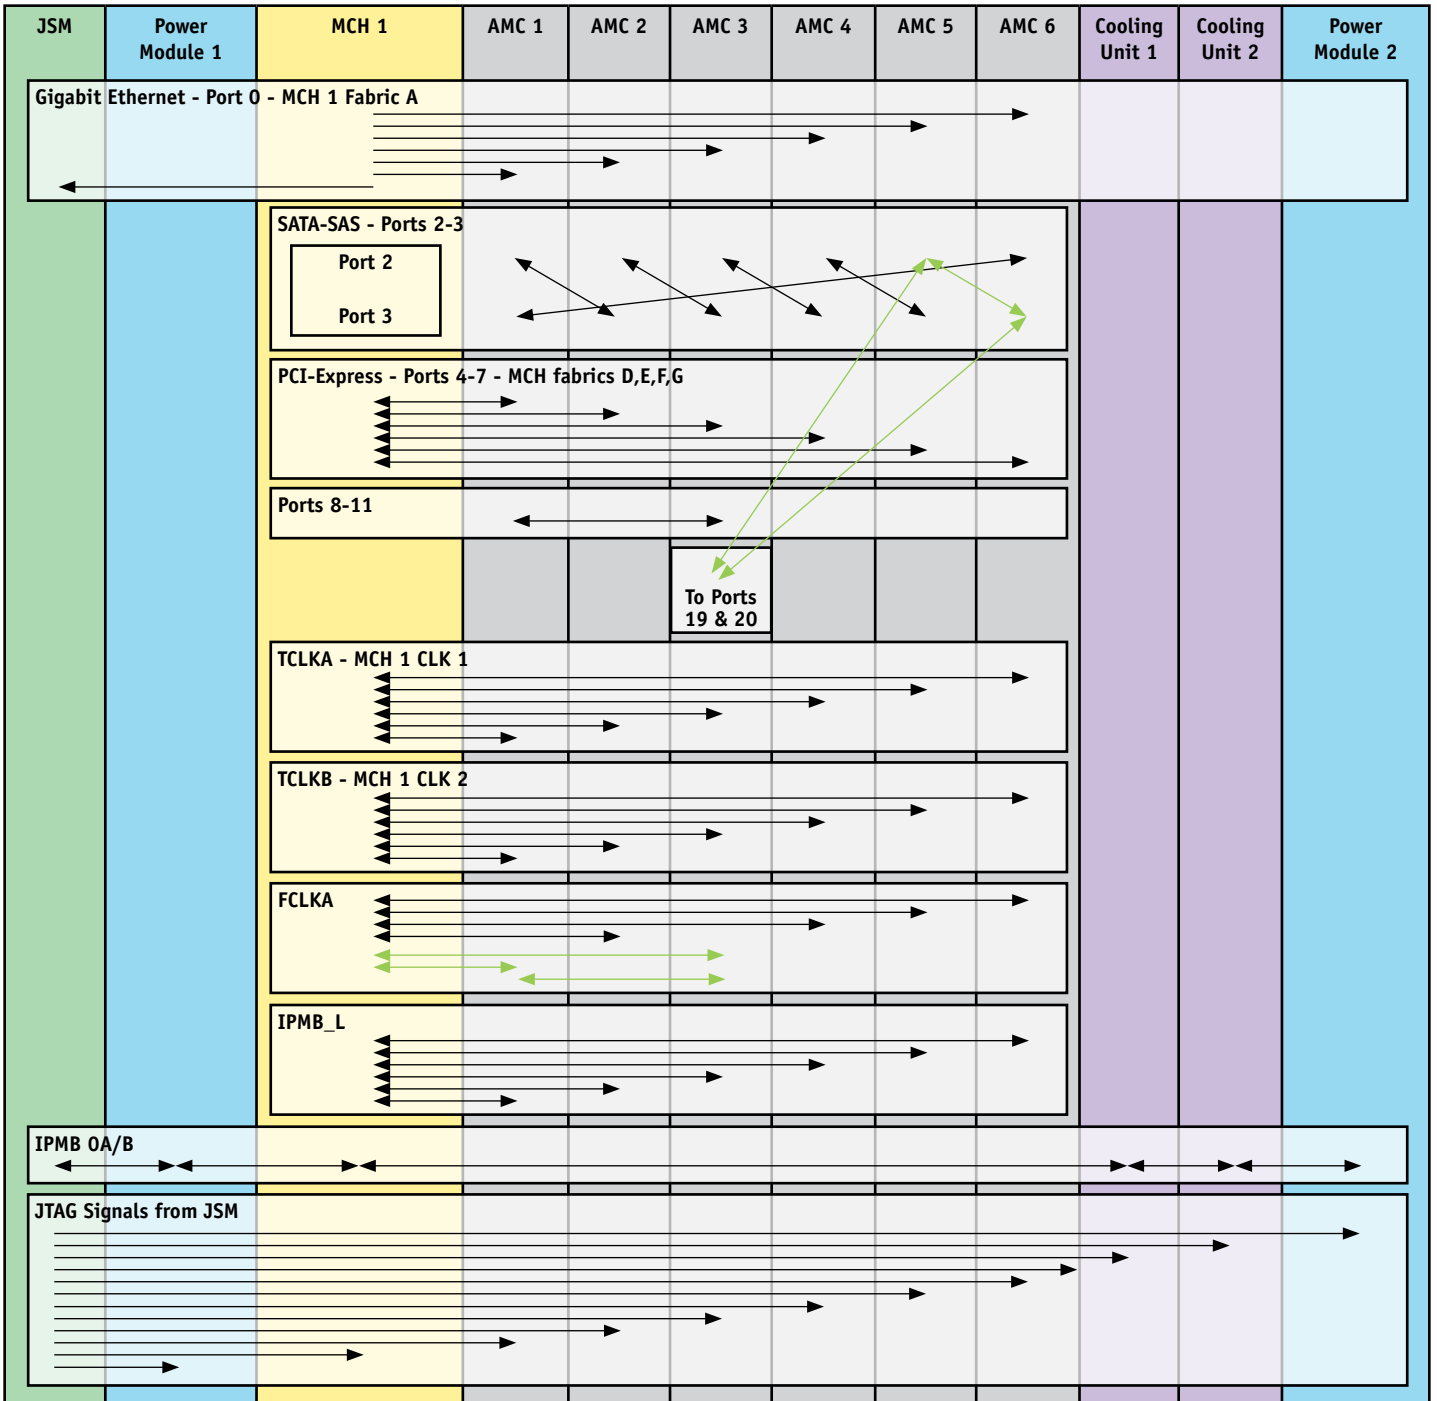 JSM
Power
Module 1
MCH 1
AMC 1
AMC 2
AMC 3
AMC 4
AMC 5
AMC 6
Cooling
Unit 1
Cooling
Unit 2
Power
Module 2
Gigabit Ethernet - Port 0 - MCH 1 Fabric A
SATA-SAS - Ports 2-3
Port 2
Port 3
PCI-Express - Ports 4-7 - MCH fabrics D,E,F,G
Ports 8-11
To Ports
19 & 20
TCLKA - MCH 1 CLK 1
TCLKB - MCH 1 CLK 2
FCLKA
IPMB_L
IPMB 0A/B
JTAG Signals from JSM